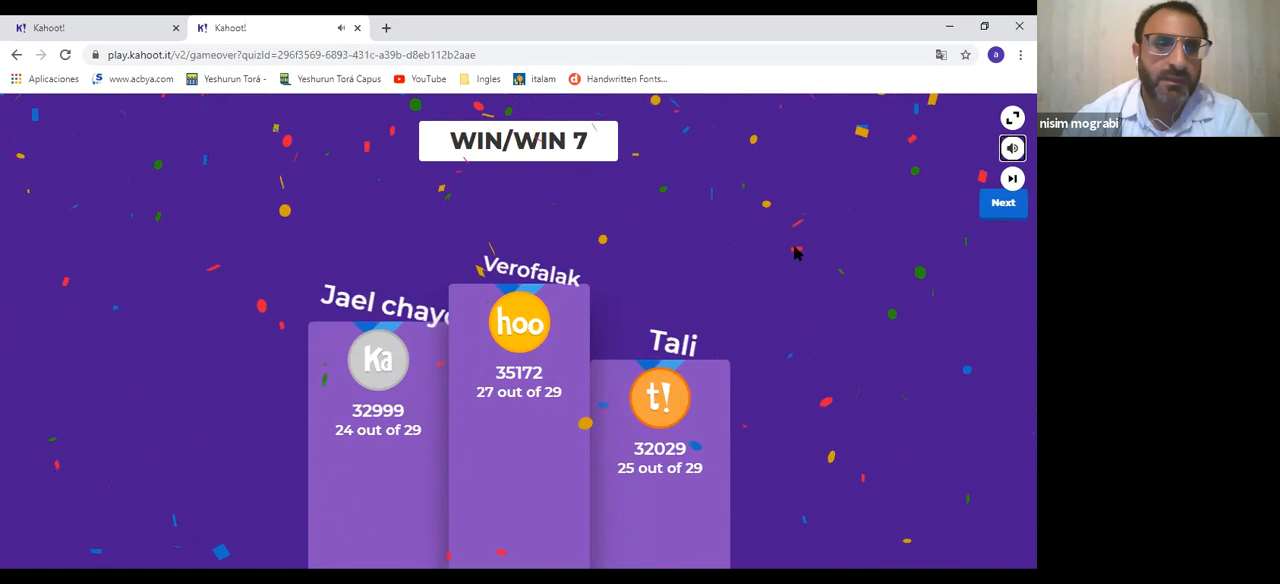 K! Kahoot!
K! Kahoot!
play.kahoot.it/v2/gameover?quizId=296f3569-6893-431c-a39b-d8eb112b2aae
a
Aplicaciones
www.acbya.com
Yeshurun Torá -
Yeshurun Torá Capus
YouTube
Ingles
italam
Handwritten Fonts...
nisim mograbi
WIN/WIN 7
Next
Verofalak
hoo
35172
27 out of 29
Jael chayo
Ka
32999
24 out of 29
Tali
t!
32029
25 out of 29